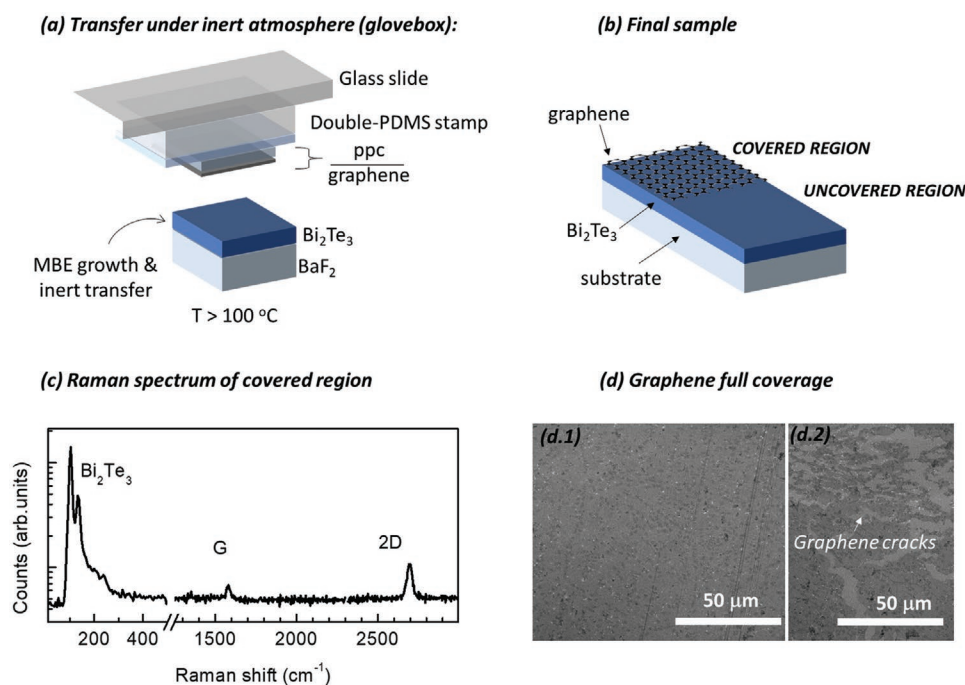 (a) Transfer under inert atmosphere (glovebox):
Glass slide
Double-PDMS stamp
ppc
graphene
Bi₂Te₃
BaF₂
MBE growth &
inert transfer
T > 100 °C
(b) Final sample
graphene
COVERED REGION
UNCOVERED REGION
Bi₂Te₃
substrate
(c) Raman spectrum of covered region
Counts (arb.units)
Bi₂Te₃
G
2D
200 400 1500 2000 2500
Raman shift (cm⁻¹)
(d) Graphene full coverage
(d.1)
50 µm
(d.2)
Graphene cracks
50 µm